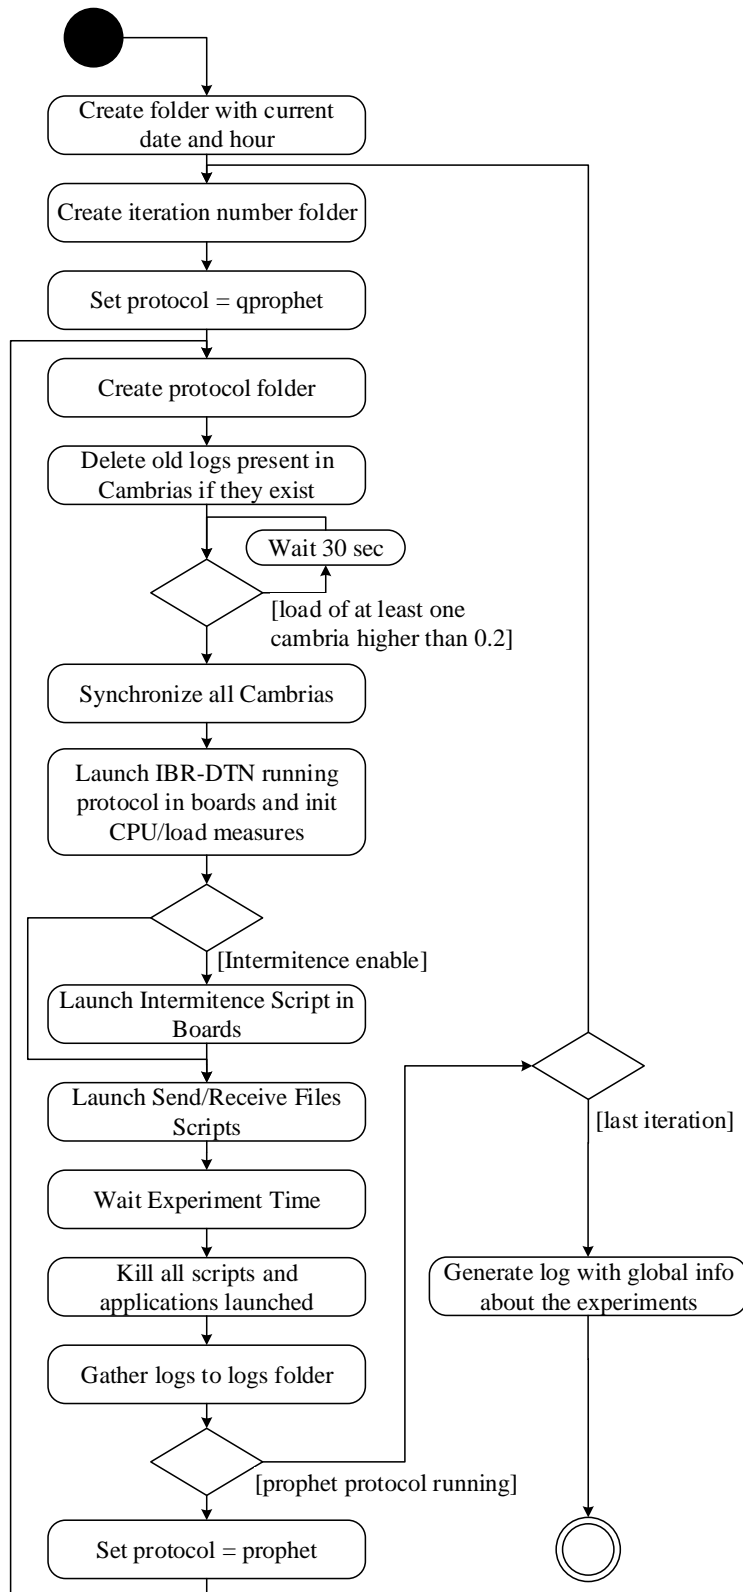 Create folder with current
date and hour
Create iteration number folder
Set protocol = qprophet
Create protocol folder
Delete old logs present in
Cambrias if they exist
Wait 30 sec
[load of at least one
cambria higher than 0.2]
Synchronize all Cambrias
Launch IBR-DTN running
protocol in boards and init
CPU/load measures
[Intermitence enable]
Launch Intermitence Script in
Boards
Launch Send/Receive Files
Scripts
Wait Experiment Time
Kill all scripts and
applications launched
Gather logs to logs folder
[prophet protocol running]
Set protocol = prophet
[last iteration]
Generate log with global info
about the experiments